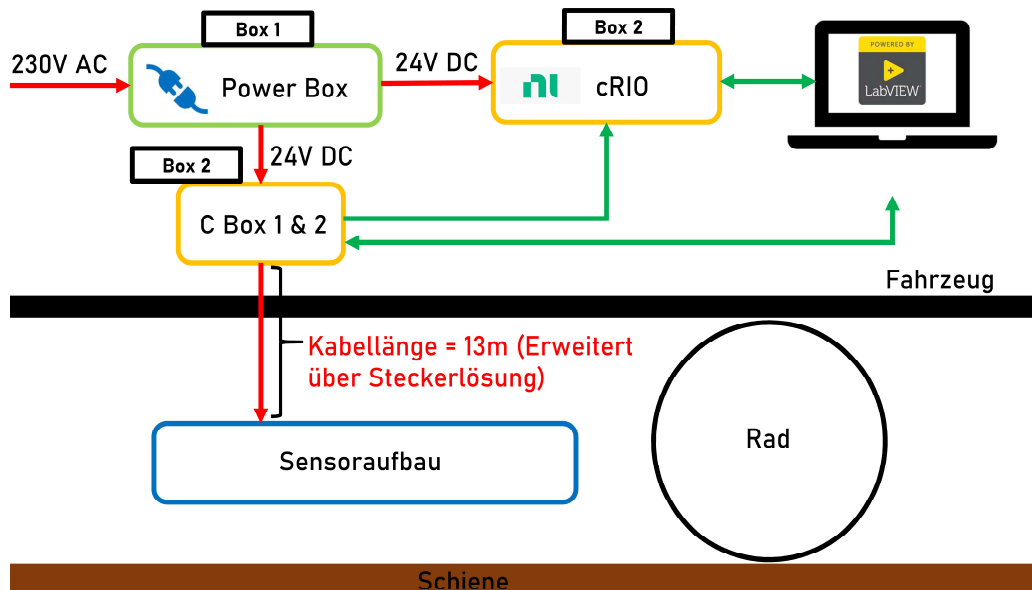 Box 1
Box 2
230V AC
Power Box
24V DC
cRIO
POWERED BY
LabVIEW
24V DC
Box 2
C Box 1 & 2
Fahrzeug
Kabellänge = 13m (Erweitert
über Steckerlösung)
Sensoraufbau
Rad
Schiene